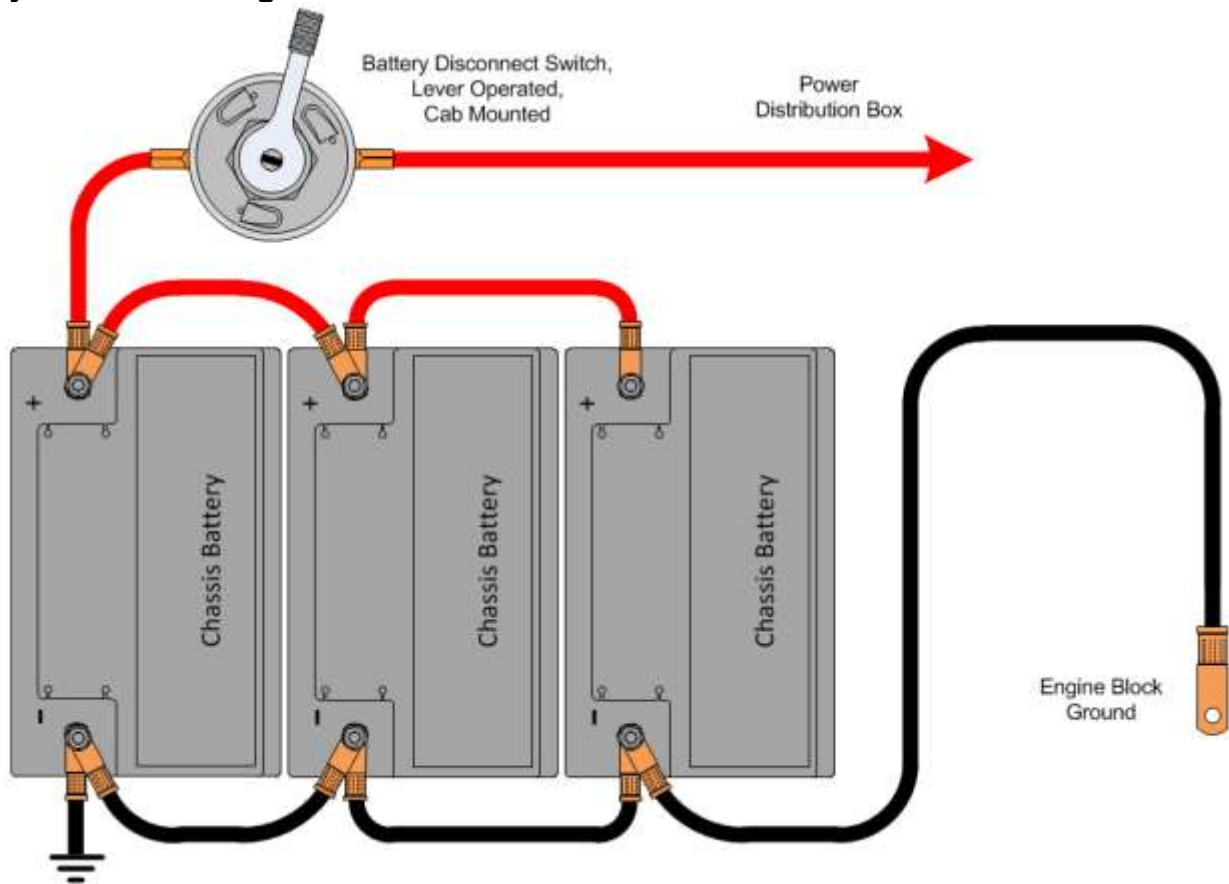 Battery Disconnect Switch,
Lever Operated,
Cab Mounted
Power
Distribution Box
+
+
+
Chassis Battery
Chassis Battery
Chassis Battery
-
-
-
Engine Block
Ground